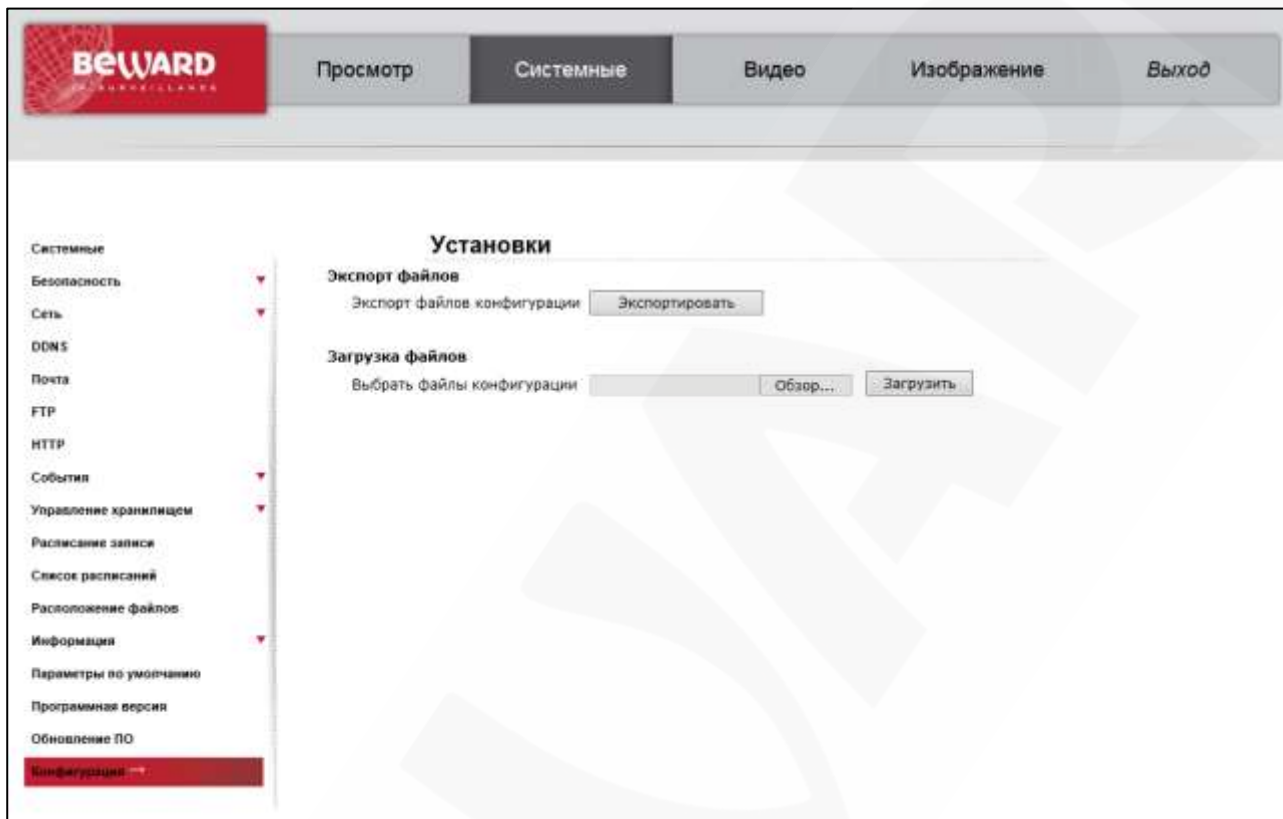 BEWARD
Просмотр
Системные
Видео
Изображение
Выход
Системные
Безопасность
Сеть
DDNS
Почта
FTP
HTTP
События
Управление хранилищем
Расписание записи
Список расписаний
Расположение файлов
Информация
Параметры по умолчанию
Программная версия
Обновление ПО
Конфигурация
Установки
Экспорт файлов
Экспорт файлов конфигурации Экспортировать
Загрузка файлов
Выбрать файлы конфигурации Обзор... Загрузить